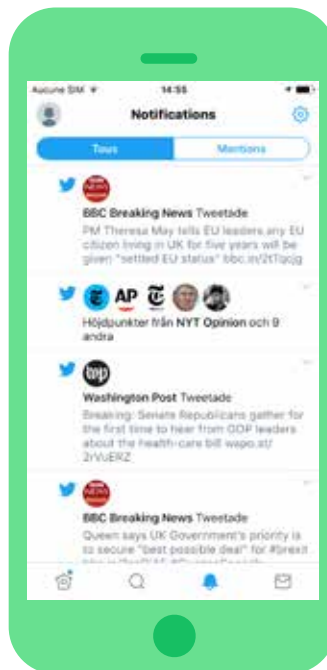 Aucune SIM 14:55
Notifications
Tous Mentions
BBC NEWS
BBC Breaking News Tweetade
PM Theresa May tells EU leaders any EU
citizen living in UK for five years will be
given "settled EU status"
AP
Höjdpunkter från NYT Opinion och 9
andra
wp
Washington Post Tweetade
Breaking: Senate Republicans gather for
the first time to hear from GOP leaders
about the health-care bill wapo.st/
2rVuERZ
BBC NEWS
BBC Breaking News Tweetade
Queen says UK Government's priority is
to secure "best possible deal" for #brexit